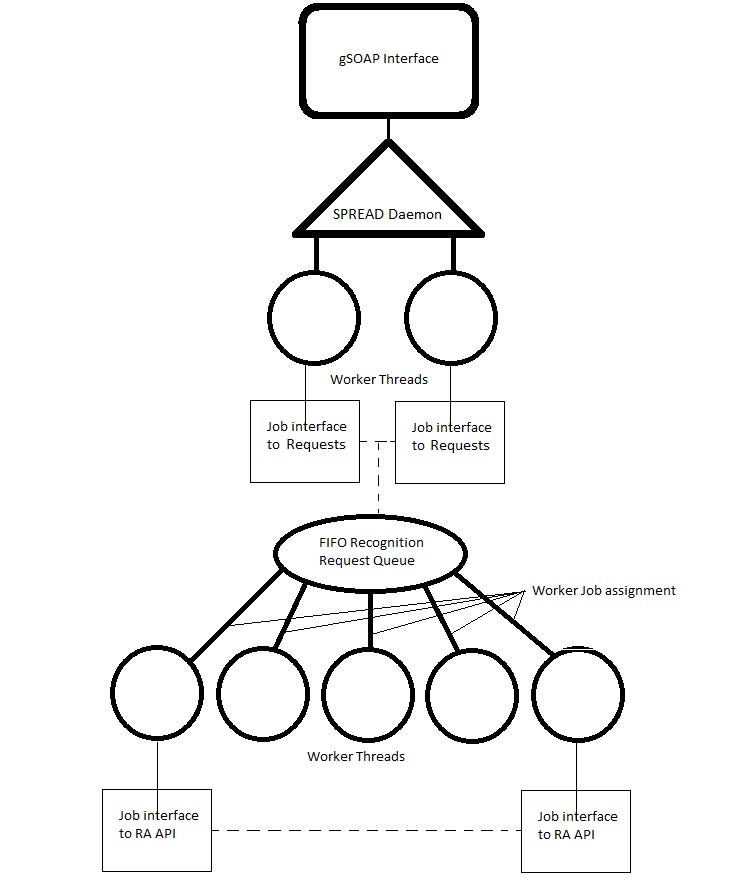 gSOAP Interface
SPREAD Daemon
Worker Threads
Job interface
to Requests
Job interface
to Requests
FIFO Recognition
Request Queue
Worker Job assignment
Worker Threads
Job interface
to RA API
Job interface
to RA API